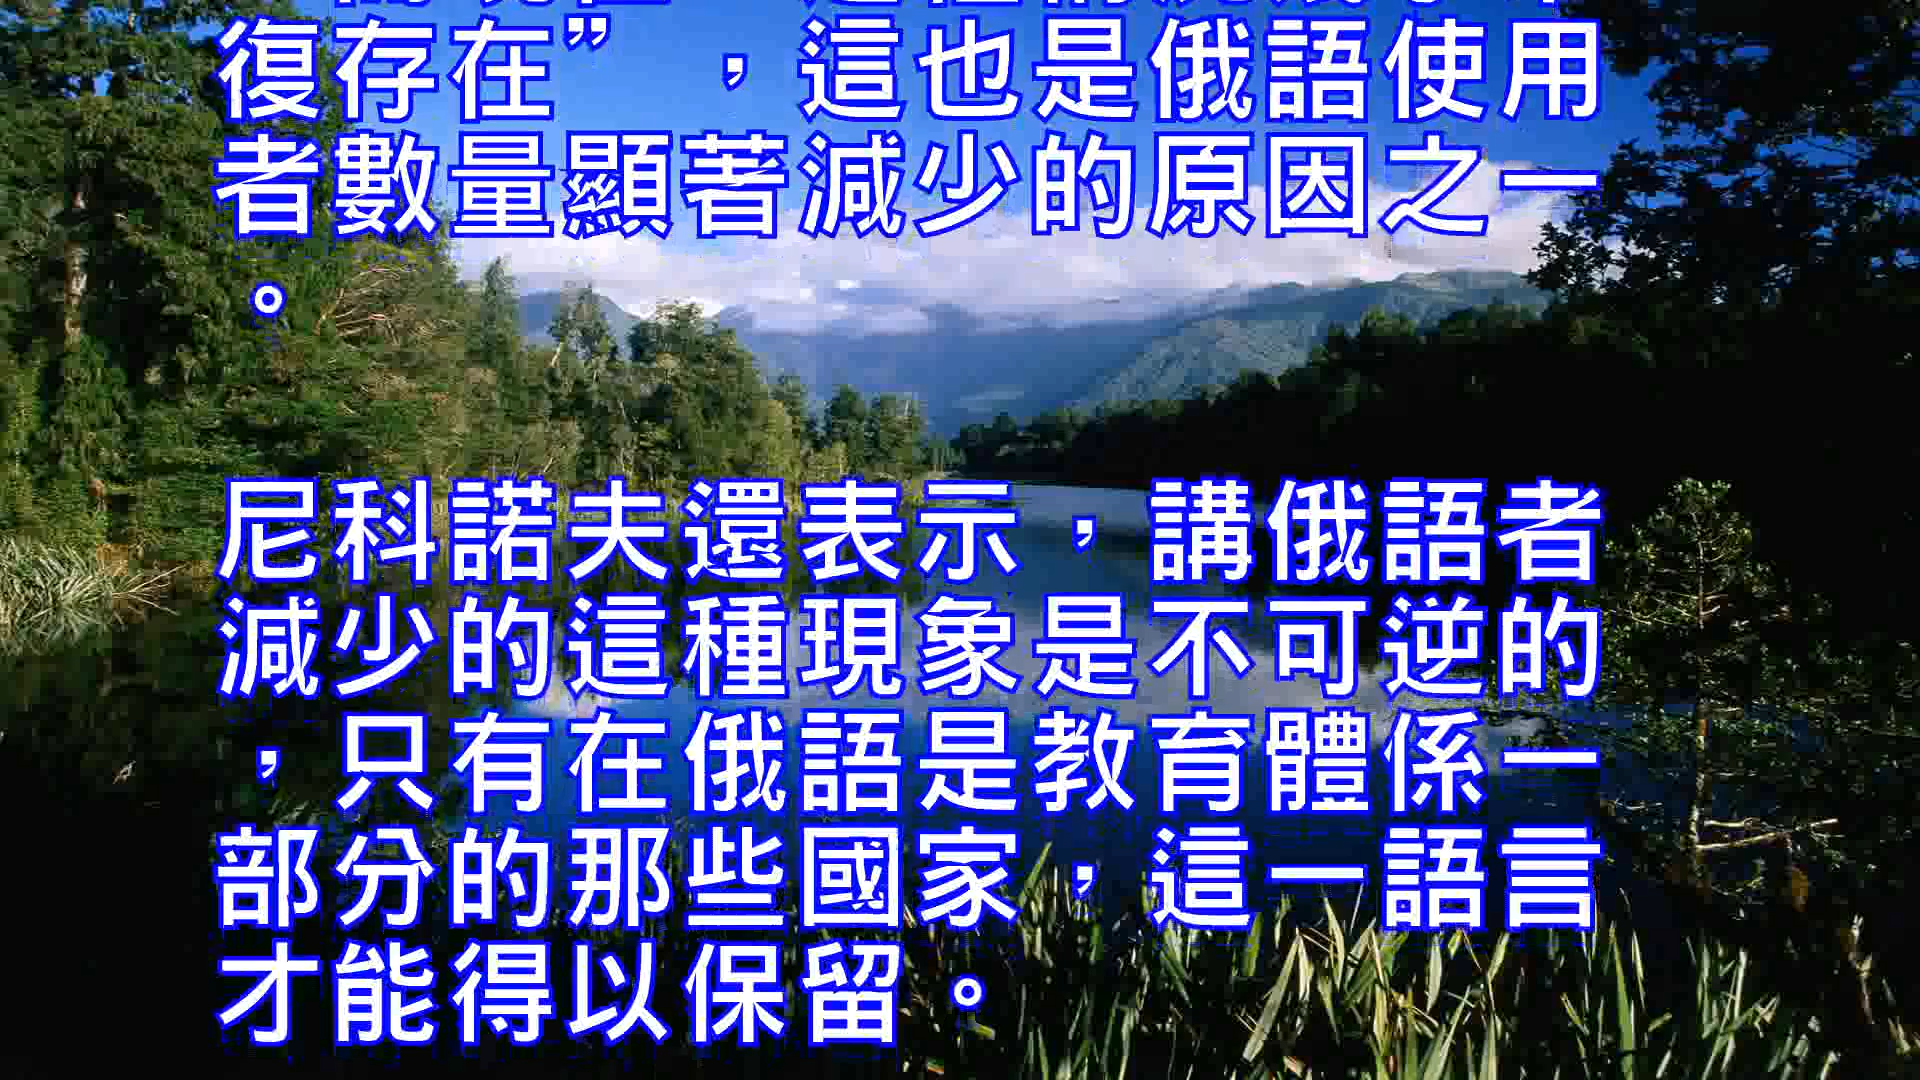 復存在”，這也是俄語使用
者數量顯著減少的原因之一
。
尼科諾夫還表示，講俄語者
減少的這種現象是不可逆的
，只有在俄語是教育體係一
部分的那些國家，這一語言
才能得以保留。